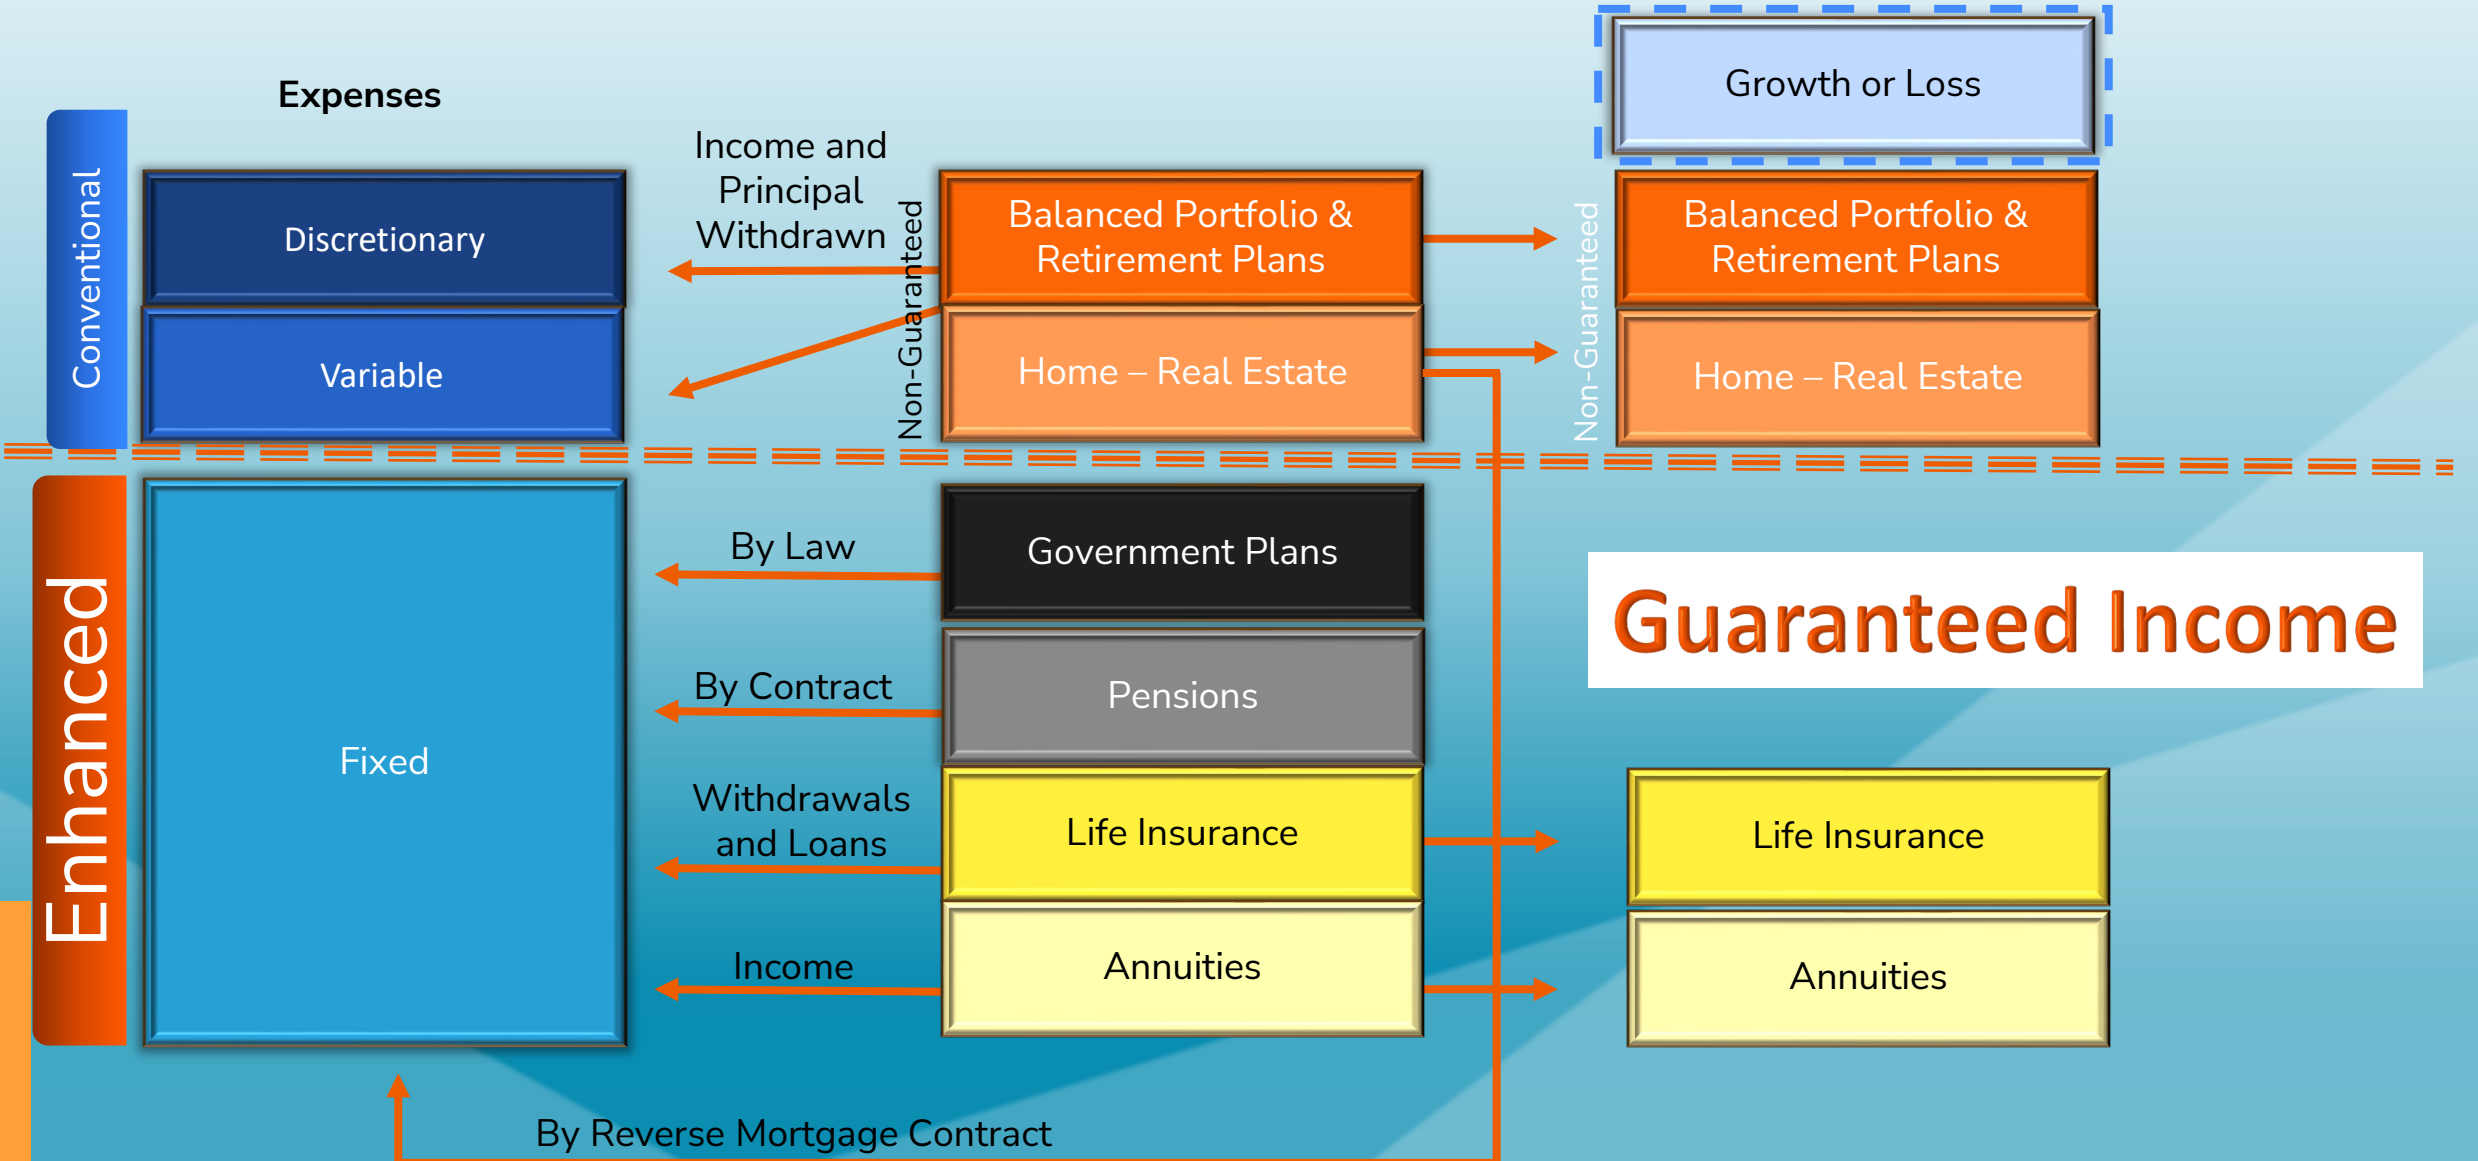 Expenses
Conventional
Discretionary
Variable
Income and
Principal
Withdrawn
Non-Guaranteed
Balanced Portfolio &
Retirement Plans
Home – Real Estate
Growth or Loss
Non-Guaranteed
Balanced Portfolio &
Retirement Plans
Home – Real Estate
Enhanced
Fixed
By Law
By Contract
Withdrawals
and Loans
Income
Government Plans
Pensions
Life Insurance
Annuities
Guaranteed Income
Life Insurance
Annuities
By Reverse Mortgage Contract